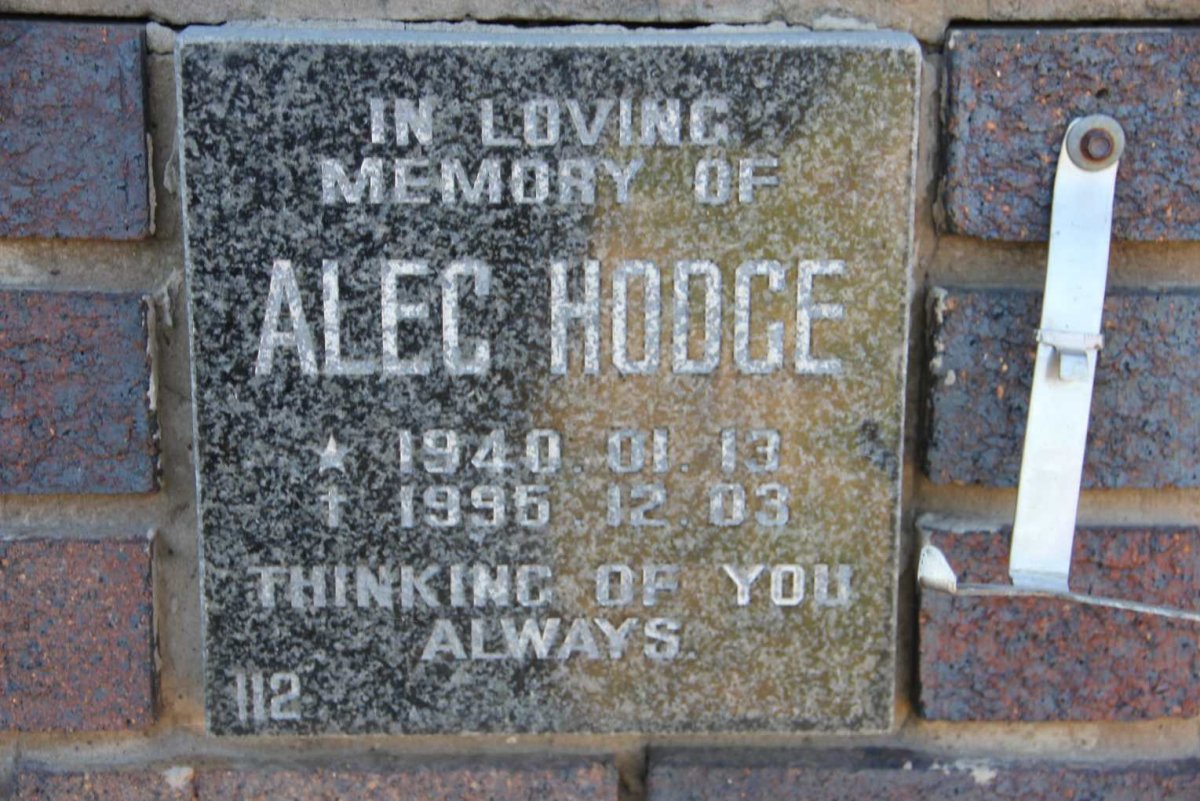 IN LOVING
MEMORY OF
ALEC HODGE
★ 1940.01.13
✝ 1995.12.03
THINKING OF YOU
ALWAYS.
112